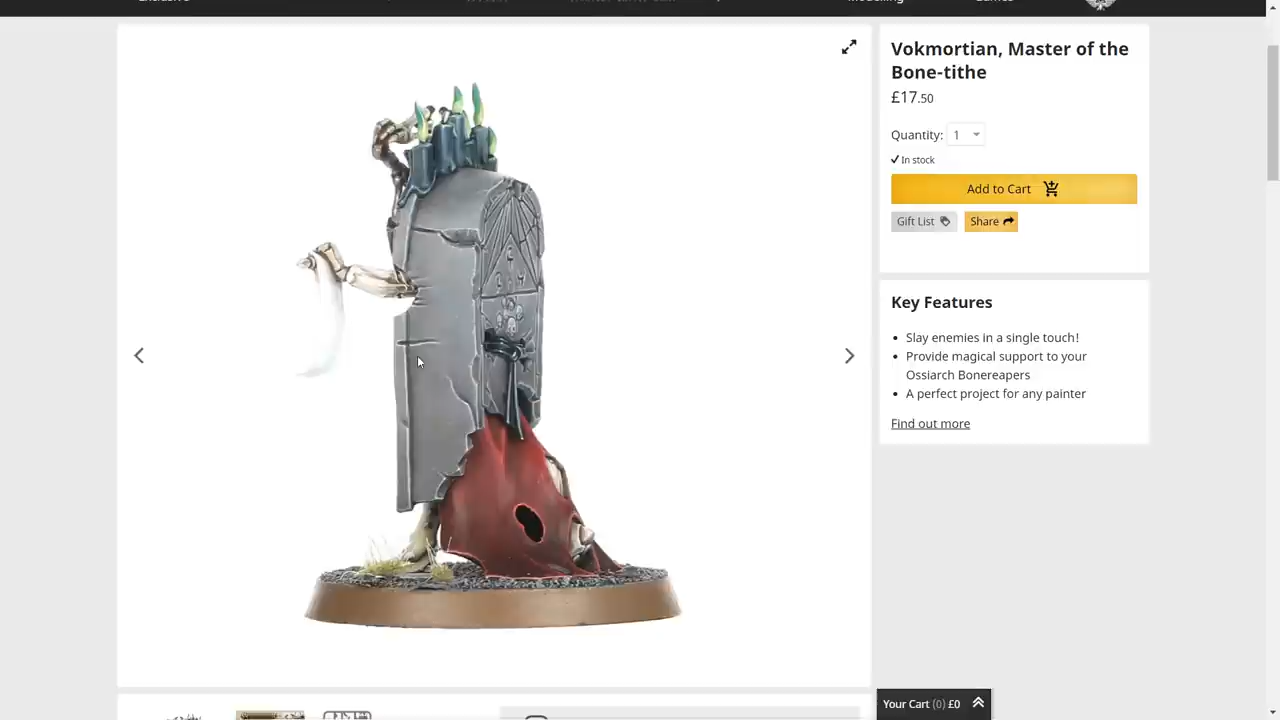 Vokmortian, Master of the
Bone-tithe
£17.50
Quantity: 1
In stock
Add to Cart
Gift List
Share
Key Features
Slay enemies in a single touch!
Provide magical support to your
Ossiarch Bonereapers
A perfect project for any painter
Find out more
Your Cart (0) £0